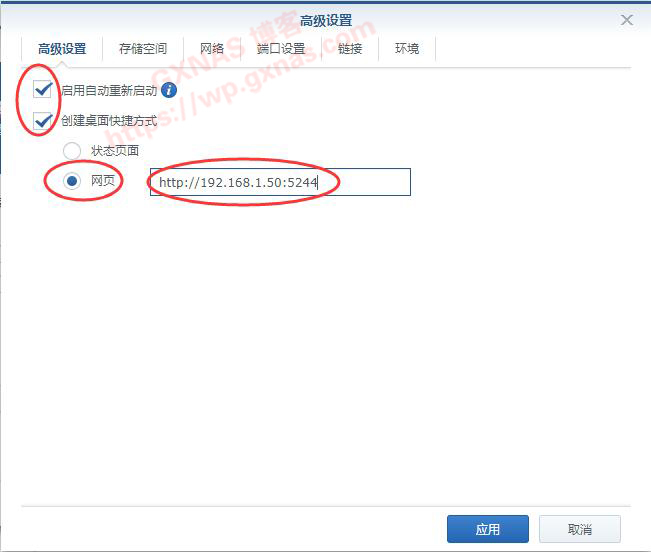 高级设置
高级设置 存储空间 网络 端口设置 链接 环境
GXNAS 博客
https://wp.gxnas.com
启用自动重新启动 i
创建桌面快捷方式
状态页面
网页 http://192.168.1.50:5244
应用 取消